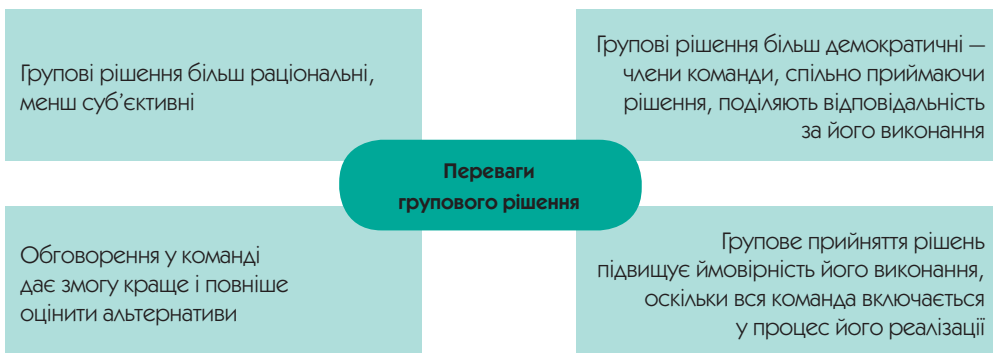 Групові рішення більш раціональні,
менш суб’єктивні
Групові рішення більш демократичні —
члени команди, спільно приймаючи
рішення, поділяють відповідальність
за його виконання
Переваги
групового рішення
Обговорення у команді
дає змогу краще і повніше
оцінити альтернативи
Групове прийняття рішень
підвищує ймовірність його виконання,
оскільки вся команда включається
у процес його реалізації